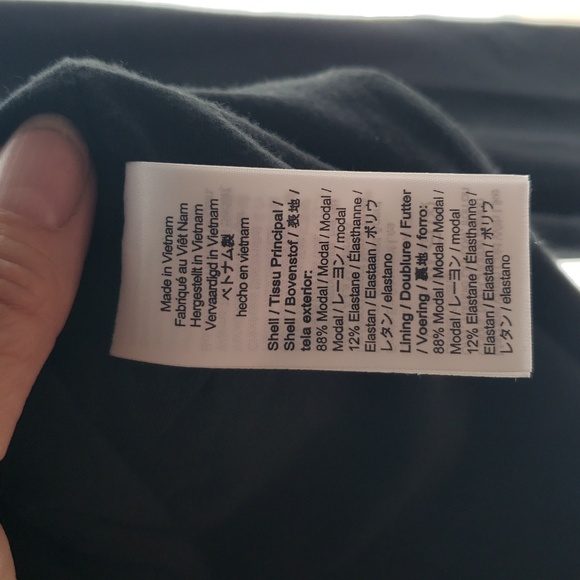 Made in Vietnam
Fabriqué au Viêt Nam
Hergestellt in Vietnam
Vervaardigd in Vietnam
ベトナム製
hecho en vietnam
Shell / Tissu Principal /
Shell / Bovenstof / 表地 /
tela exterior:
88% Modal / Modal / Modal /
Modal / レーヨン / modal
12% Elastane / Élasthanne /
Elastan / Elastaan / ポリウ
レタン / elastano
Lining / Doublure / Futter
/ Voering / 裏地 / forro:
88% Modal / Modal / Modal /
Modal / レーヨン / modal
12% Elastane / Élasthanne /
Elastan / Elastaan / ポリウ
レタン / elastano